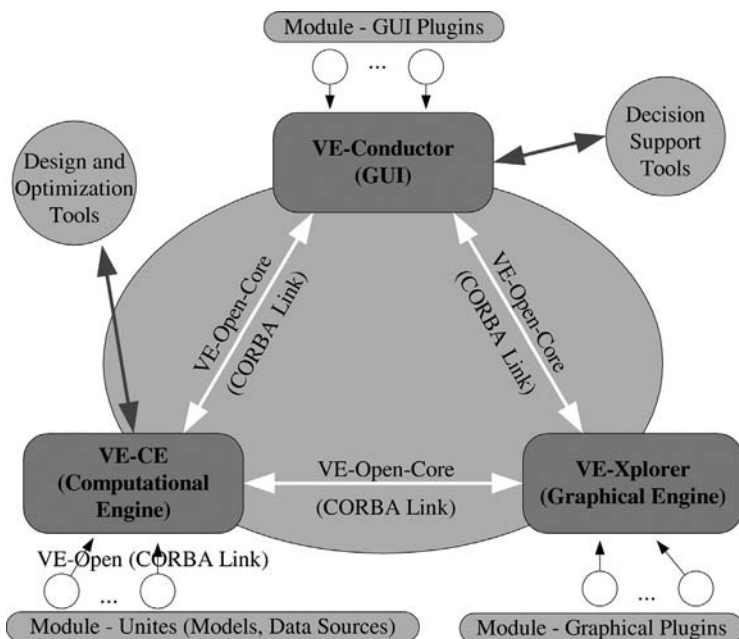 Module - GUI Plugins
...
VE-Conductor
(GUI)
Decision
Support
Tools
Design and
Optimization
Tools
VE-Open-Core
(CORBA Link)
VE-Open-Core
(CORBA Link)
VE-CE
(Computational
Engine)
VE-Open-Core
(CORBA Link)
VE-Xplorer
(Graphical Engine)
VE-Open (CORBA Link)
...
...
Module - Unites (Models, Data Sources)
Module - Graphical Plugins